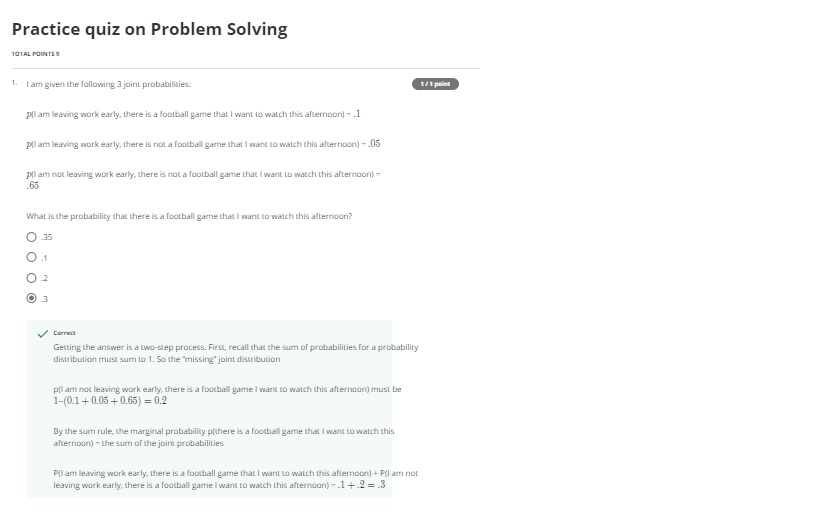 Practice quiz on Problem Solving
TOTAL POINTS 9
1. I am given the following 3 joint probabilities:
1 / 1 point
p(I am leaving work early, there is a football game that I want to watch this afternoon) = .1
p(I am leaving work early, there is not a football game that I want to watch this afternoon) = .05
p(I am not leaving work early, there is not a football game that I want to watch this afternoon) =
.65
What is the probability that there is a football game that I want to watch this afternoon?
.35
.1
.2
.3
Correct
Getting the answer is a two-step process. First, recall that the sum of probabilities for a probability
distribution must sum to 1. So the "missing" joint distribution
p(I am not leaving work early, there is a football game I want to watch this afternoon) must be
1–(0.1 + 0.05 + 0.65) = 0.2
By the sum rule, the marginal probability p(there is a football game that I want to watch this
afternoon) = the sum of the joint probabilities
P(I am leaving work early, there is a football game that I want to watch this afternoon) + P(I am not
leaving work early, there is a football game I want to watch this afternoon) = .1 + .2 = .3